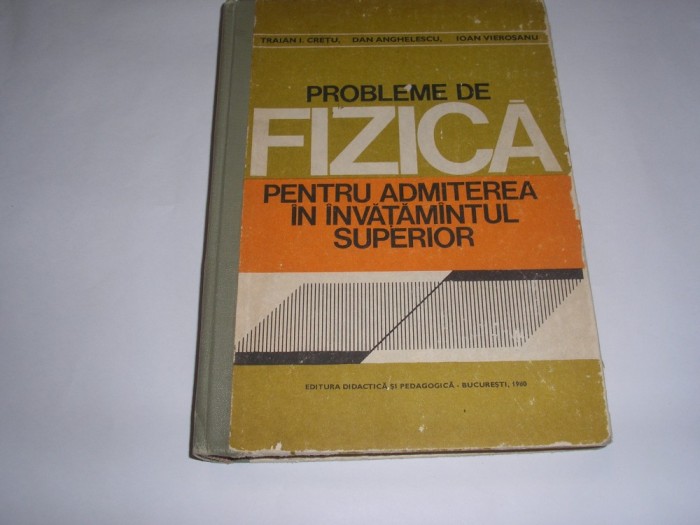 TRAIAN I. CREȚU, DAN ANGHELESCU, IOAN VIEROȘANU
PROBLEME DE
FIZICĂ
PENTRU ADMITEREA
ÎN ÎNVĂȚĂMÎNTUL
SUPERIOR
EDITURA DIDACTICĂ ȘI PEDAGOGICĂ - BUCUREȘTI, 1980